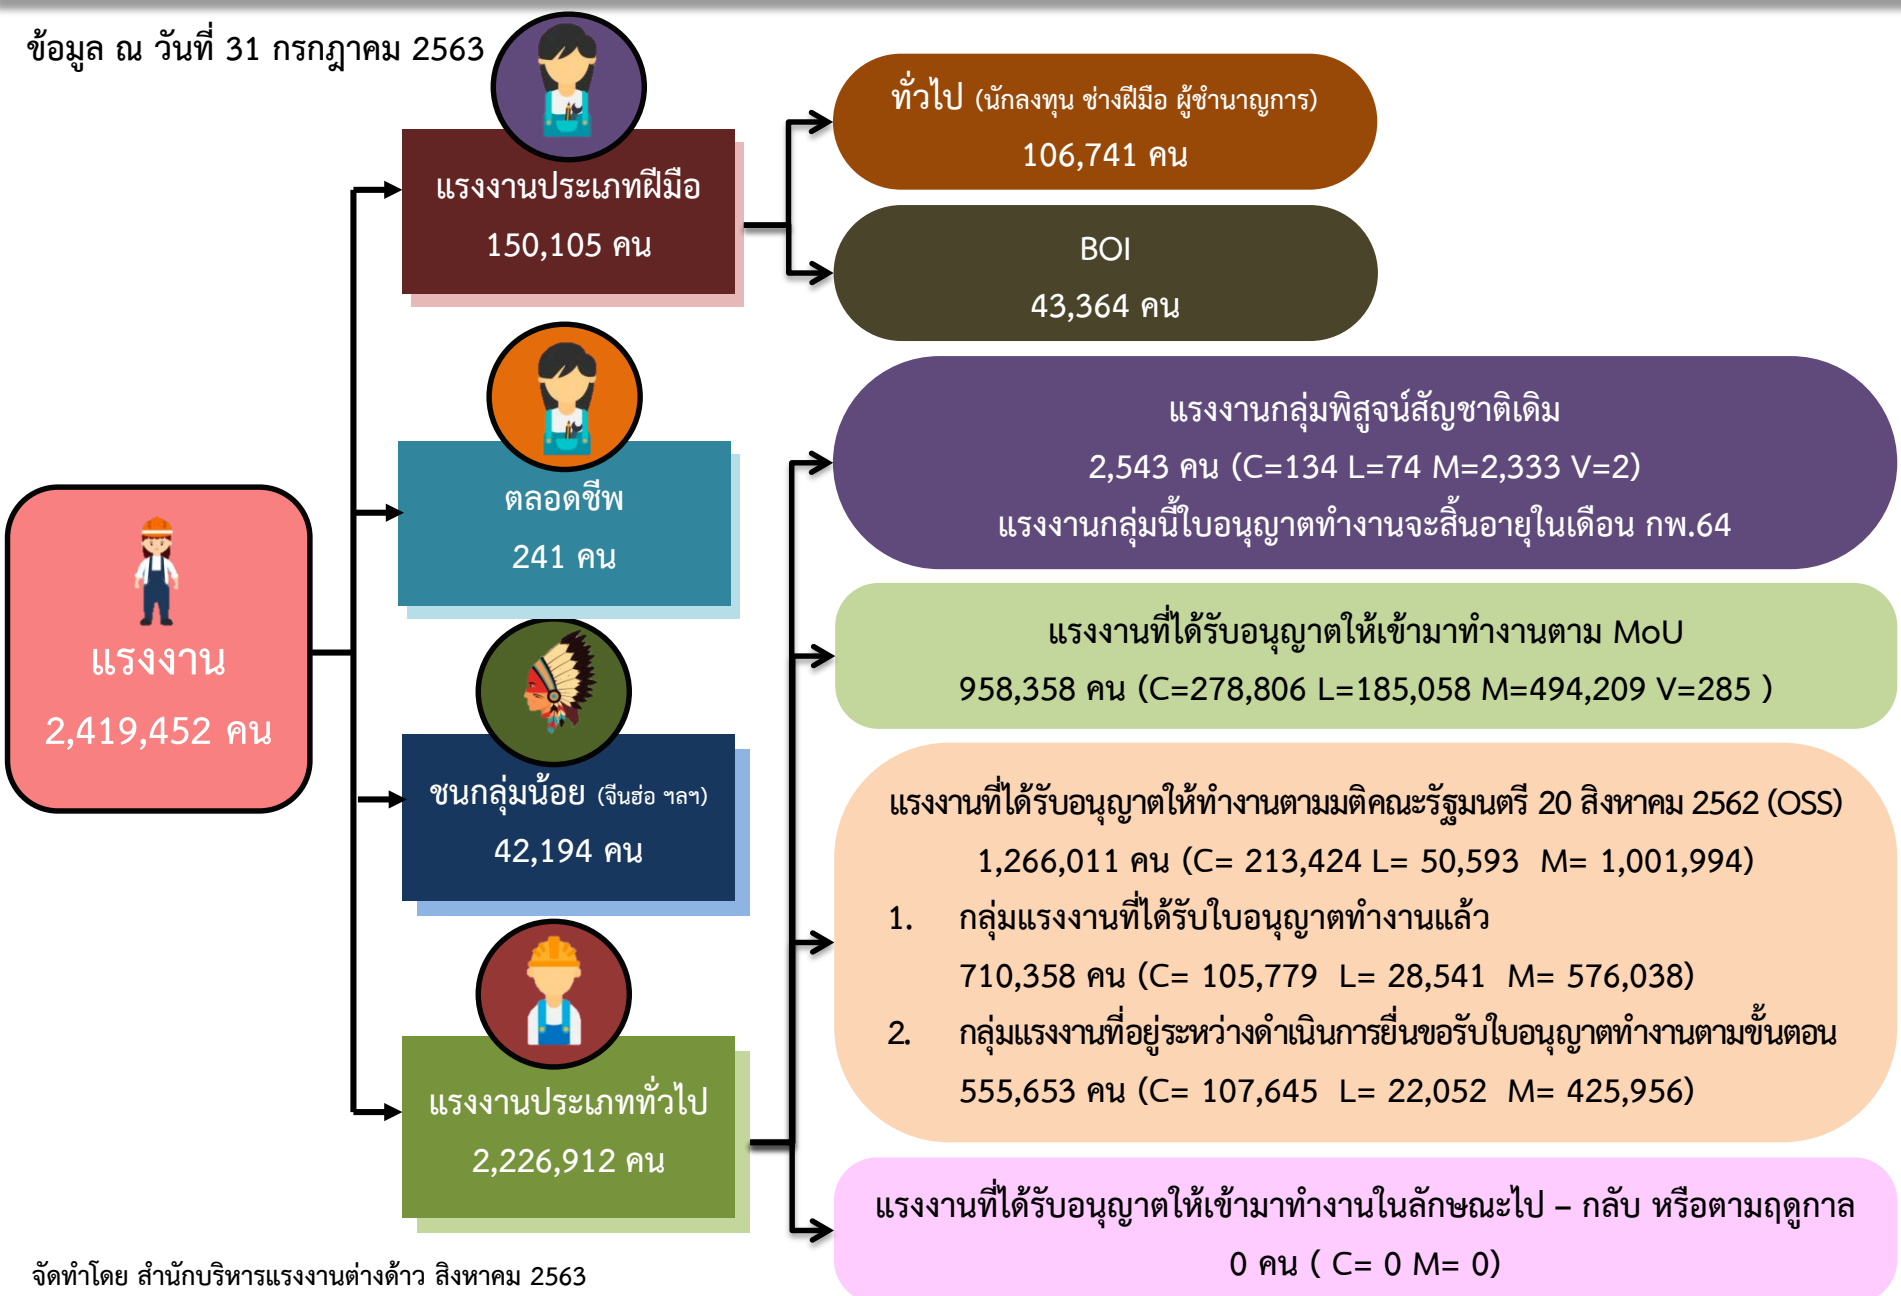 ข้อมูล ณ วันที่ 31 กรกฎาคม 2563
แรงงาน
2,419,452 คน
แรงงานประเภทฝีมือ
150,105 คน
ทั่วไป (นักลงทุน ช่างฝีมือ ผู้ชำนาญการ)
106,741 คน
BOI
43,364 คน
ตลอดชีพ
241 คน
ชนกลุ่มน้อย (จีนฮ่อ ฯลฯ)
42,194 คน
แรงงานประเภททั่วไป
2,226,912 คน
แรงงานกลุ่มพิสูจน์สัญชาติเดิม
2,543 คน (C=134 L=74 M=2,333 V=2)
แรงงานกลุ่มนี้ใบอนุญาตทำงานจะสิ้นอายุในเดือน กพ.64
แรงงานที่ได้รับอนุญาตให้เข้ามาทำงานตาม MoU
958,358 คน (C=278,806 L=185,058 M=494,209 V=285 )
แรงงานที่ได้รับอนุญาตให้ทำงานตามมติคณะรัฐมนตรี 20 สิงหาคม 2562 (OSS)
1,266,011 คน (C= 213,424 L= 50,593 M= 1,001,994)
1. กลุ่มแรงงานที่ได้รับใบอนุญาตทำงานแล้ว
710,358 คน (C= 105,779 L= 28,541 M= 576,038)
2. กลุ่มแรงงานที่อยู่ระหว่างดำเนินการยื่นขอรับใบอนุญาตทำงานตามขั้นตอน
555,653 คน (C= 107,645 L= 22,052 M= 425,956)
แรงงานที่ได้รับอนุญาตให้เข้ามาทำงานในลักษณะไป – กลับ หรือตามฤดูกาล
0 คน ( C= 0 M= 0)
จัดทำโดย สำนักบริหารแรงงานต่างด้าว สิงหาคม 2563